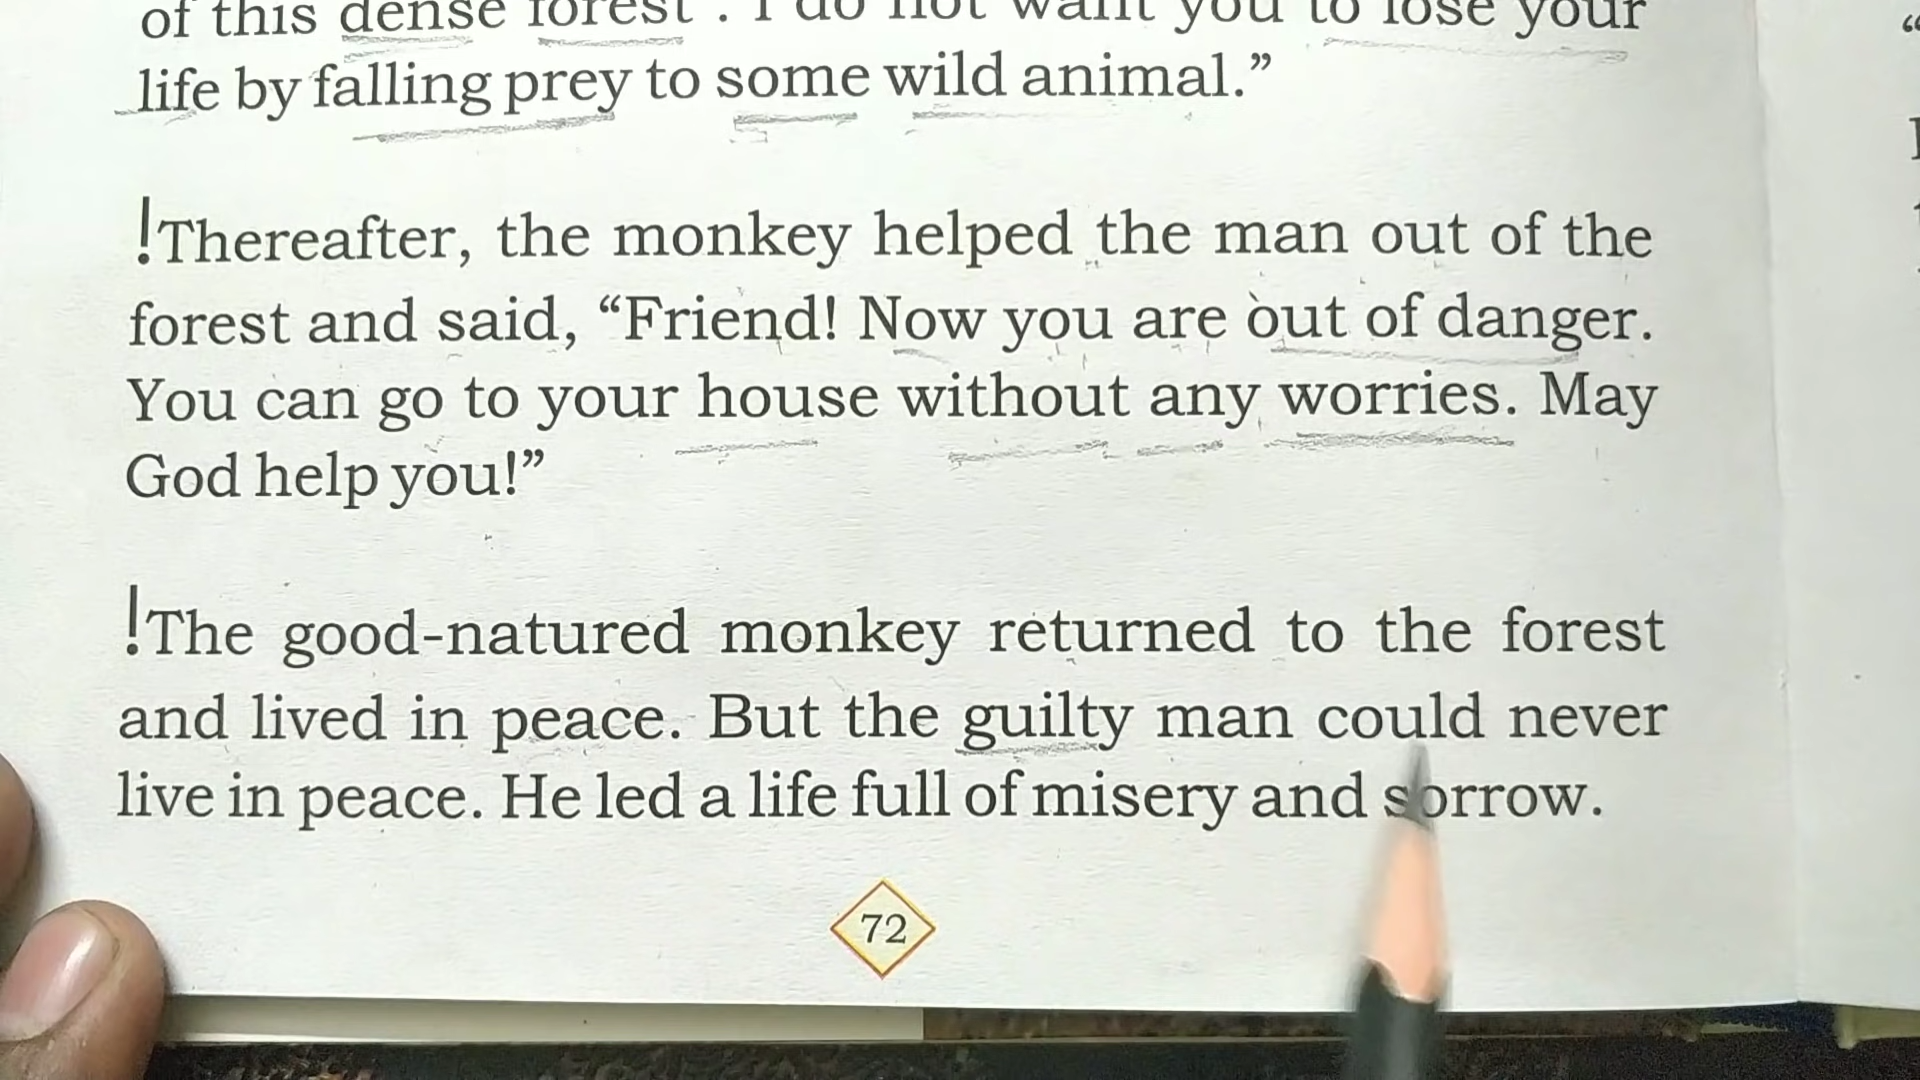 of this dense forest . I do not want you to lose your
life by falling prey to some wild animal.”
!Thereafter, the monkey helped the man out of the
forest and said, “Friend! Now you are out of danger.
You can go to your house without any worries. May
God help you!”
!The good-natured monkey returned to the forest
and lived in peace. But the guilty man could never
live in peace. He led a life full of misery and sorrow.
72